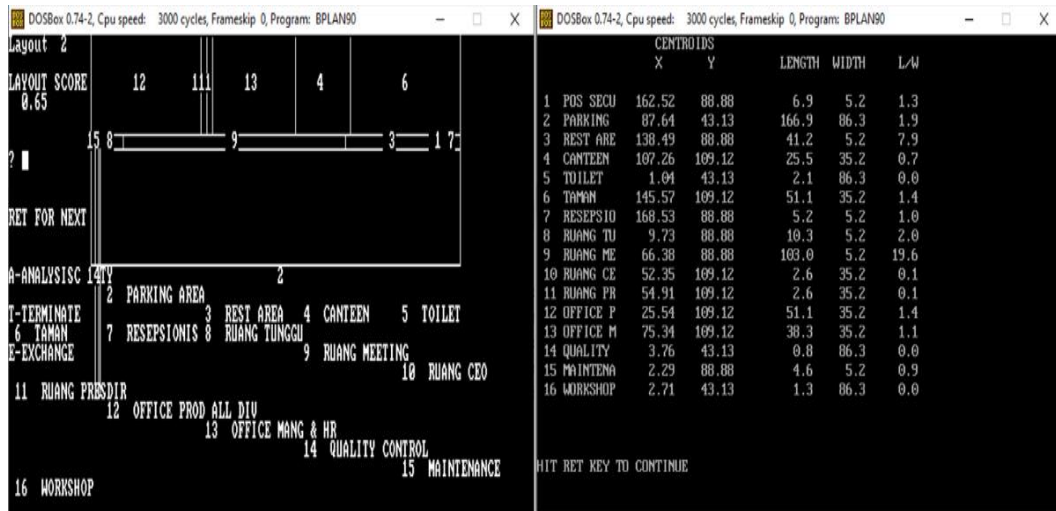 DOSBox 0.74-2, Cpu speed: 3000 cycles, Frameskip 0, Program: BPLAN90
Layout 2
LAYOUT SCORE 12 111 13 4 6
0.65
15 8 9 3 1 7
?
RET FOR NEXT
A-ANALYSISC 14TY 2
2 PARKING AREA
T-TERMINATE 3 REST AREA 4 CANTEEN 5 TOILET
6 TAMAN 7 RESEPSIONIS 8 RUANG TUNGGU
E-EXCHANGE 9 RUANG MEETING
10 RUANG CEO
11 RUANG PRESDIR
12 OFFICE PROD ALL DIV
13 OFFICE MANG & HR
14 QUALITY CONTROL
15 MAINTENANCE
16 WORKSHOP
DOSBox 0.74-2, Cpu speed: 3000 cycles, Frameskip 0, Program: BPLAN90
CENTROIDS
X Y LENGTH WIDTH L/W
1 POS SECU 162.52 88.88 6.9 5.2 1.3
2 PARKING 87.64 43.13 166.9 86.3 1.9
3 REST ARE 138.49 88.88 41.2 5.2 7.9
4 CANTEEN 107.26 109.12 25.5 35.2 0.7
5 TOILET 1.04 43.13 2.1 86.3 0.0
6 TAMAN 145.57 109.12 51.1 35.2 1.4
7 RESEPSIO 168.53 88.88 5.2 5.2 1.0
8 RUANG TU 9.73 88.88 10.3 5.2 2.0
9 RUANG ME 66.38 88.88 103.0 5.2 19.6
10 RUANG CE 52.35 109.12 2.6 35.2 0.1
11 RUANG PR 54.91 109.12 2.6 35.2 0.1
12 OFFICE P 25.54 109.12 51.1 35.2 1.4
13 OFFICE M 75.34 109.12 38.3 35.2 1.1
14 QUALITY 3.76 43.13 0.8 86.3 0.0
15 MAINTENA 2.29 88.88 4.6 5.2 0.9
16 WORKSHOP 2.71 43.13 1.3 86.3 0.0
HIT RET KEY TO CONTINUE